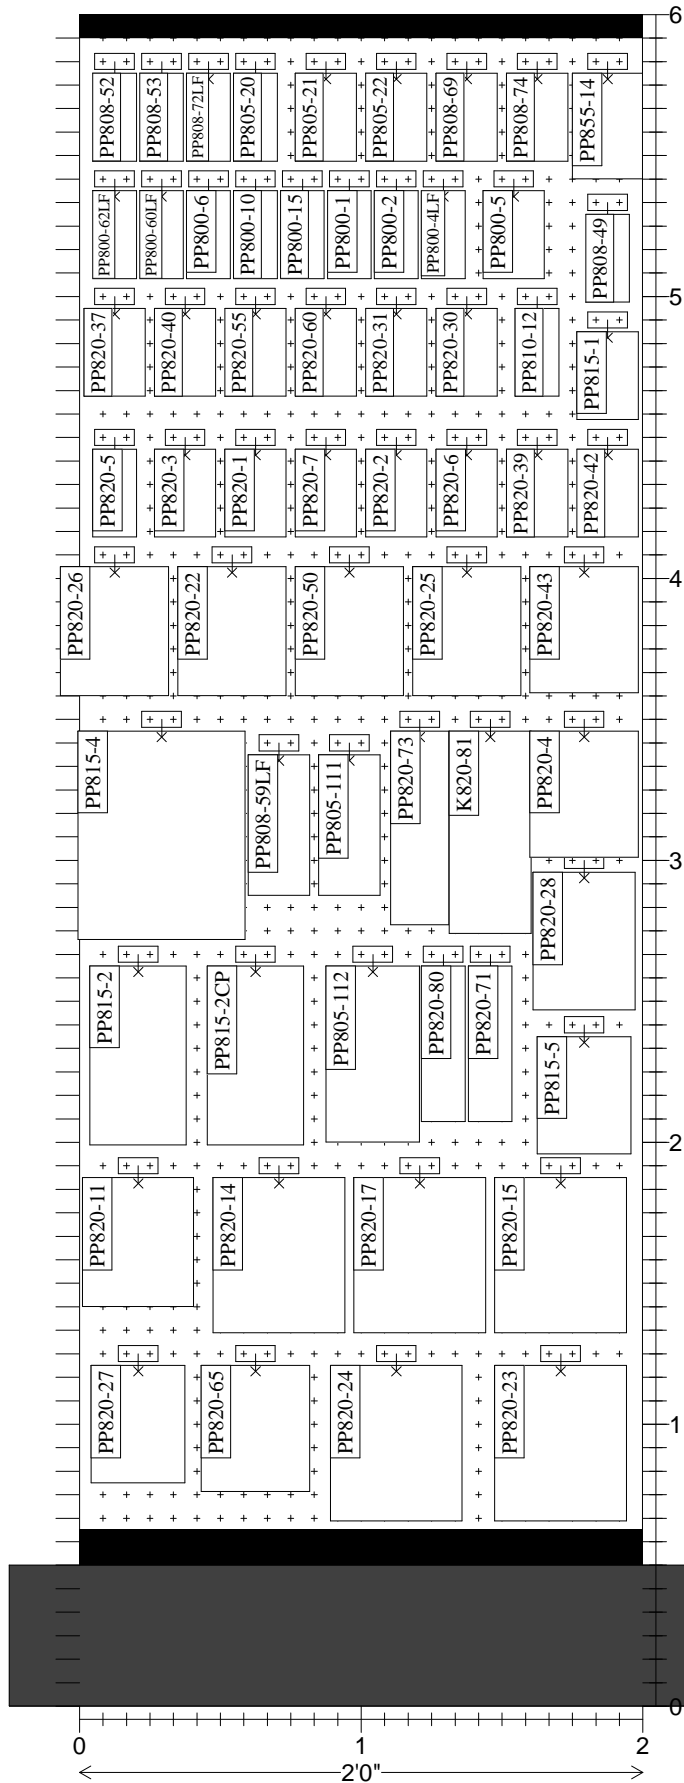 6
PP808-52 PP808-53 PP808-72LF PP805-20 PP805-21 PP805-22 PP808-69 PP808-74 PP855-14
PP800-62LF PP800-60LF PP800-6 PP800-10 PP800-15 PP800-1 PP800-2 PP800-4LF PP800-5 PP808-49
5
PP820-37 PP820-40 PP820-55 PP820-60 PP820-31 PP820-30 PP810-12 PP815-1
PP820-5 PP820-3 PP820-1 PP820-7 PP820-2 PP820-6 PP820-39 PP820-42
4
PP820-26 PP820-22 PP820-50 PP820-25 PP820-43
PP815-4 PP808-59LF PP805-111 PP820-73 K820-81 PP820-4
3
PP820-28
PP815-2 PP815-2CP PP805-112 PP820-80 PP820-71
PP815-5
2
PP820-11 PP820-14 PP820-17 PP820-15
PP820-27 PP820-65 PP820-24 PP820-23
1
0
0 1 2
2'0"